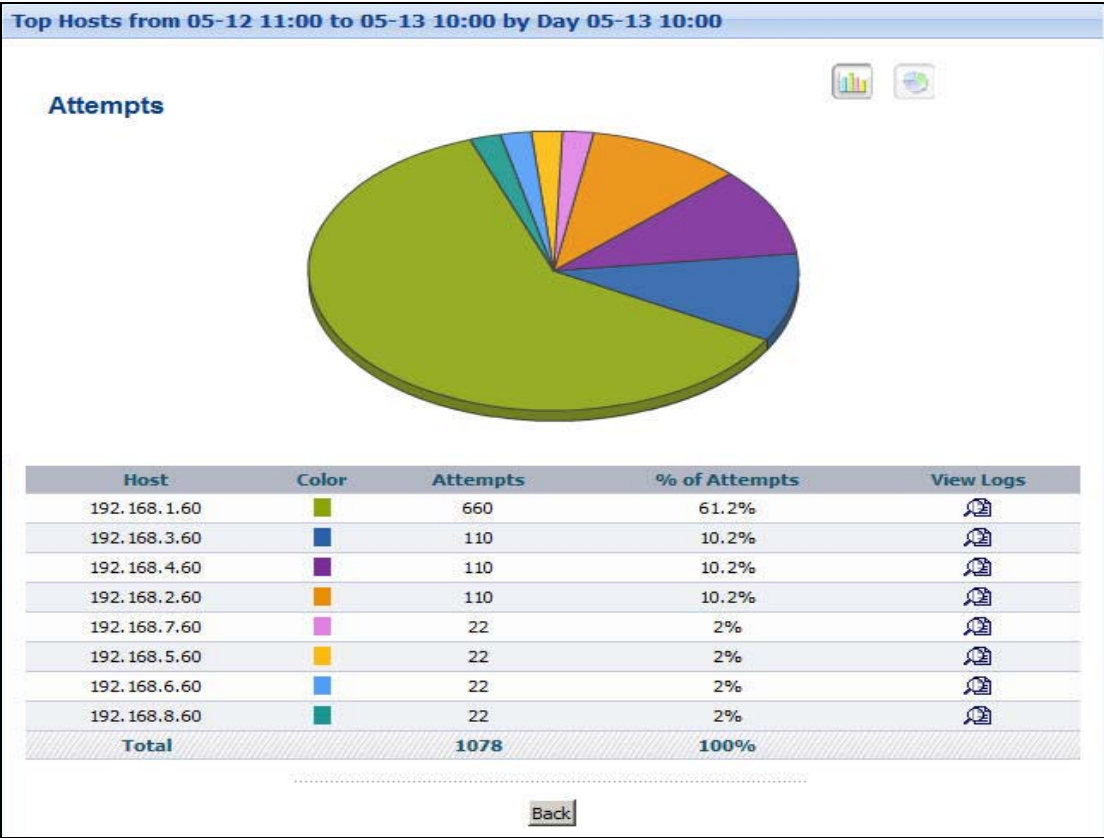 Top Hosts from 05-12 11:00 to 05-13 10:00 by Day 05-13 10:00
Attempts
Host Color Attempts % of Attempts View Logs
192.168.1.60 660 61.2%
192.168.3.60 110 10.2%
192.168.4.60 110 10.2%
192.168.2.60 110 10.2%
192.168.7.60 22 2%
192.168.5.60 22 2%
192.168.6.60 22 2%
192.168.8.60 22 2%
Total 1078 100%
Back